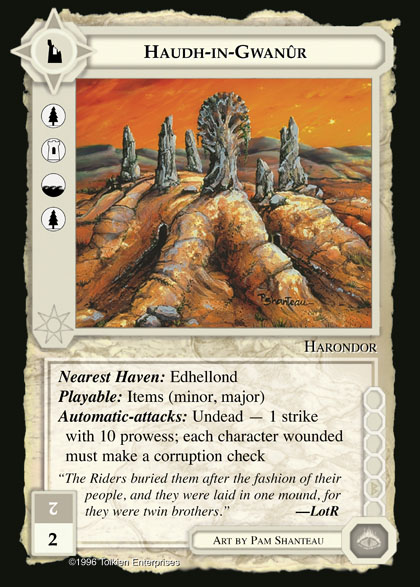 HAUDH-IN-GWANÛR
P. Shanteau
HARONDOR
Nearest Haven: Edhellond
Playable: Items (minor, major)
Automatic-attacks: Undead — 1 strike
with 10 prowess; each character wounded
must make a corruption check
“The Riders buried them after the fashion of their
people, and they were laid in one mound, for
they were twin brothers.” —LotR
2
2
ART BY PAM SHANTEAU
©1996 Tolkien Enterprises